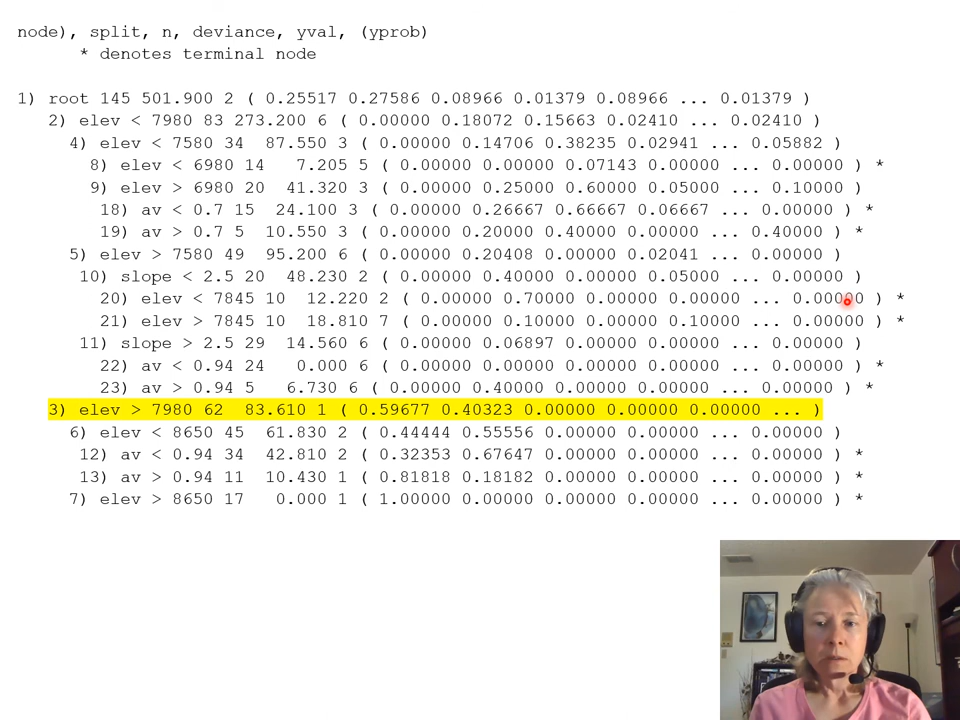 node), split, n, deviance, yval, (yprob)
* denotes terminal node
1) root 145 501.900 2 ( 0.25517 0.27586 0.08966 0.01379 0.08966 ... 0.01379 )
2) elev < 7980 83 273.200 6 ( 0.00000 0.18072 0.15663 0.02410 ... 0.02410 )
4) elev < 7580 34 87.550 3 ( 0.00000 0.14706 0.38235 0.02941 ... 0.05882 )
8) elev < 6980 14 7.205 5 ( 0.00000 0.00000 0.07143 0.00000 ... 0.00000 ) *
9) elev > 6980 20 41.320 3 ( 0.00000 0.25000 0.60000 0.05000 ... 0.10000 )
18) av < 0.7 15 24.100 3 ( 0.00000 0.26667 0.66667 0.06667 ... 0.00000 ) *
19) av > 0.7 5 10.550 3 ( 0.00000 0.20000 0.40000 0.00000 ... 0.40000 ) *
5) elev > 7580 49 95.200 6 ( 0.00000 0.20408 0.00000 0.02041 ... 0.00000 )
10) slope < 2.5 20 48.230 2 ( 0.00000 0.40000 0.00000 0.05000 ... 0.00000 )
20) elev < 7845 10 12.220 2 ( 0.00000 0.70000 0.00000 0.00000 ... 0.00000 ) *
21) elev > 7845 10 18.810 7 ( 0.00000 0.10000 0.00000 0.10000 ... 0.00000 ) *
11) slope > 2.5 29 14.560 6 ( 0.00000 0.06897 0.00000 0.00000 ... 0.00000 )
22) av < 0.94 24 0.000 6 ( 0.00000 0.00000 0.00000 0.00000 ... 0.00000 ) *
23) av > 0.94 5 6.730 6 ( 0.00000 0.40000 0.00000 0.00000 ... 0.00000 ) *
3) elev > 7980 62 83.610 1 ( 0.59677 0.40323 0.00000 0.00000 0.00000 ... )
6) elev < 8650 45 61.830 2 ( 0.44444 0.55556 0.00000 0.00000 ... 0.00000 )
12) av < 0.94 34 42.810 2 ( 0.32353 0.67647 0.00000 0.00000 ... 0.00000 ) *
13) av > 0.94 11 10.430 1 ( 0.81818 0.18182 0.00000 0.00000 ... 0.00000 ) *
7) elev > 8650 17 0.000 1 ( 1.00000 0.00000 0.00000 0.00000 ... 0.00000 ) *